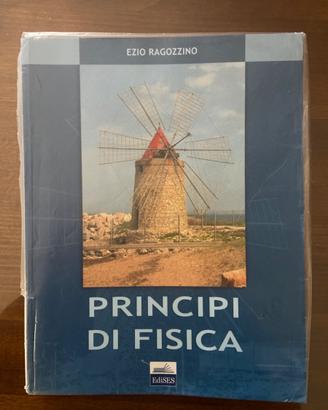 EZIO RAGOZZINO
PRINCIPI
DI FISICA
EdiSES